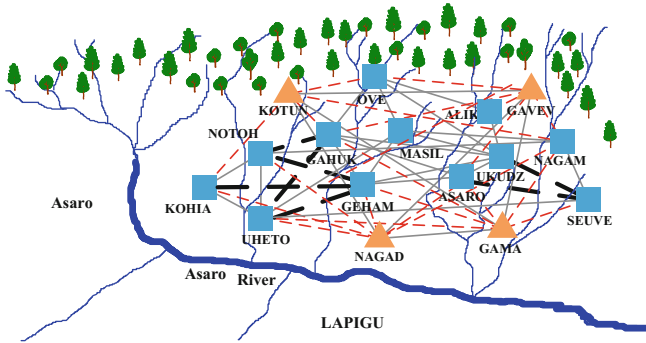 KOTUN
OVE
ALIK
GAVEV
NOTOH
GAHUK
MASIL
NAGAM
UKUDZ
KOHIA
GEHAM
ASARO
SEUVE
Asaro
UHETO
NAGAD
GAMA
Asaro
River
LAPIGU